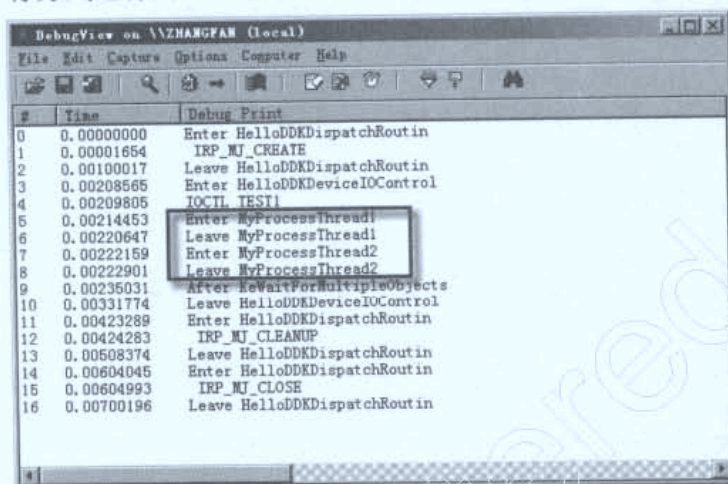 DebugView on \\ZHANGFAN (local)
File Edit Capture Options Computer Help
# Time Debug Print
0 0.00000000 Enter HelloDDKDispatchRoutin
1 0.00001654 IRP_MJ_CREATE
2 0.00100017 Leave HelloDDKDispatchRoutin
3 0.00208565 Enter HelloDDKDeviceIOControl
4 0.00209805 IOCTL_TEST1
5 0.00214453 Enter MyProcessThread1
6 0.00220647 Leave MyProcessThread1
7 0.00222159 Enter MyProcessThread2
8 0.00222901 Leave MyProcessThread2
9 0.00235031 After KeWaitForMultipleObjects
10 0.00331774 Leave HelloDDKDeviceIOControl
11 0.00423289 Enter HelloDDKDispatchRoutin
12 0.00424283 IRP_MJ_CLEANUP
13 0.00508374 Leave HelloDDKDispatchRoutin
14 0.00604045 Enter HelloDDKDispatchRoutin
15 0.00604993 IRP_MJ_CLOSE
16 0.00700196 Leave HelloDDKDispatchRoutin